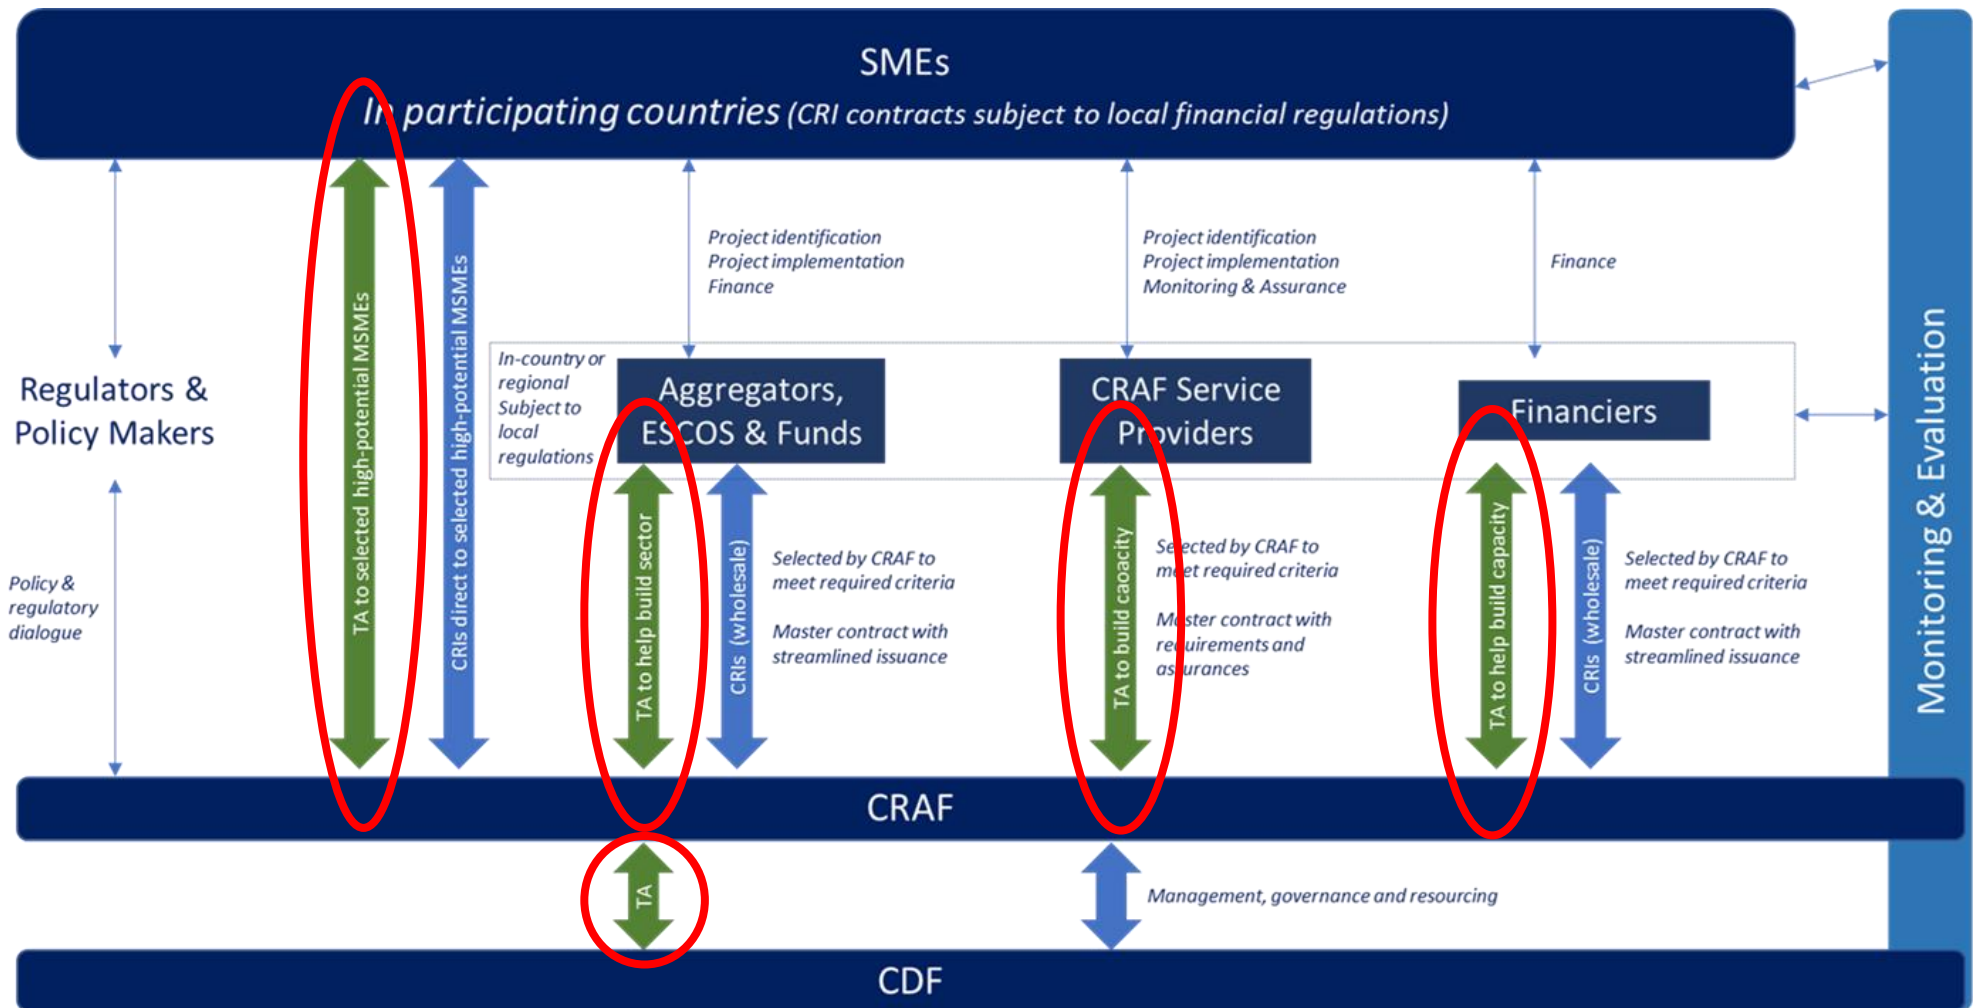 SMEs
In participating countries (CRI contracts subject to local financial regulations)
Regulators &
Policy Makers
Policy &
regulatory
dialogue
TA to selected high-potential MSMEs
CRIs direct to selected high-potential MSMEs
Project identification
Project implementation
Finance
Project identification
Project implementation
Monitoring & Assurance
Finance
In-country or
regional
Subject to
local
regulations
Aggregators,
ESCOS & Funds
CRAF Service
Providers
Financiers
TA to help build sector
CRIs (wholesale)
Selected by CRAF to
meet required criteria
Master contract with
streamlined issuance
TA to build caoacity
Selected by CRAF to
meet required criteria
Master contract with
requirements and
assurances
TA to help build capacity
CRIs (wholesale)
Selected by CRAF to
meet required criteria
Master contract with
streamlined issuance
Monitoring & Evaluation
CRAF
TA
Management, governance and resourcing
CDF